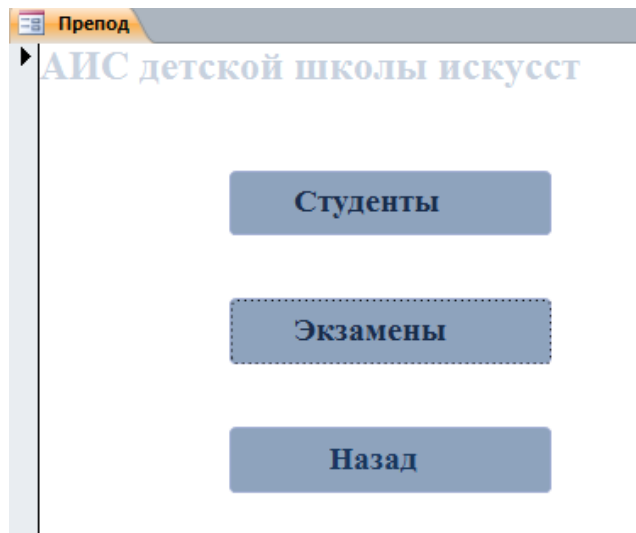 Препод
АИС детской школы искусст
Студенты
Экзамены
Назад